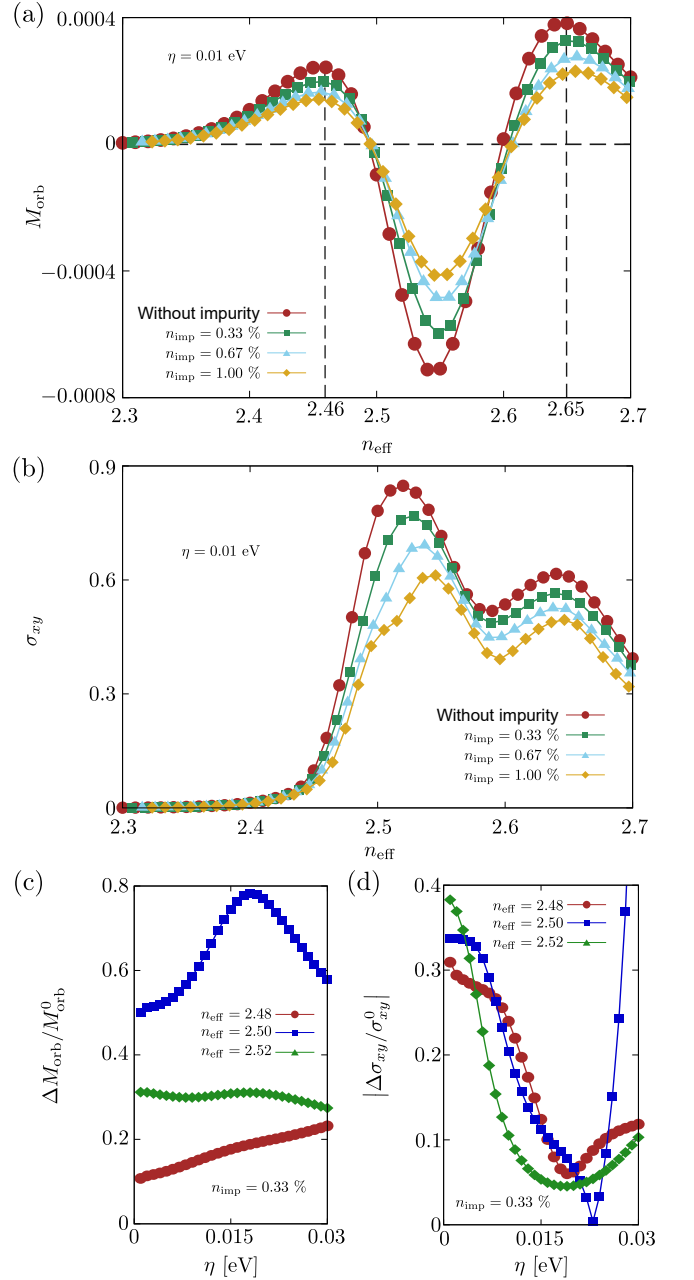 (a)
0.0004
0
−0.0004
−0.0008
M_orb
η = 0.01 eV
Without impurity
n_imp = 0.33 %
n_imp = 0.67 %
n_imp = 1.00 %
2.3 2.4 2.46 2.5 2.6 2.65 2.7
n_eff
(b)
0.9
0.6
0.3
0
σ_xy
η = 0.01 eV
Without impurity
n_imp = 0.33 %
n_imp = 0.67 %
n_imp = 1.00 %
2.3 2.4 2.5 2.6 2.7
n_eff
(c)
0.8
0.6
0.4
0.2
0
ΔM_orb/M⁰_orb
n_eff = 2.48
n_eff = 2.50
n_eff = 2.52
n_imp = 0.33 %
0 0.015 0.03
η [eV]
(d)
0.4
0.3
0.2
0.1
0
|Δσ_xy/σ⁰_xy|
n_eff = 2.48
n_eff = 2.50
n_eff = 2.52
n_imp = 0.33 %
0 0.015 0.03
η [eV]